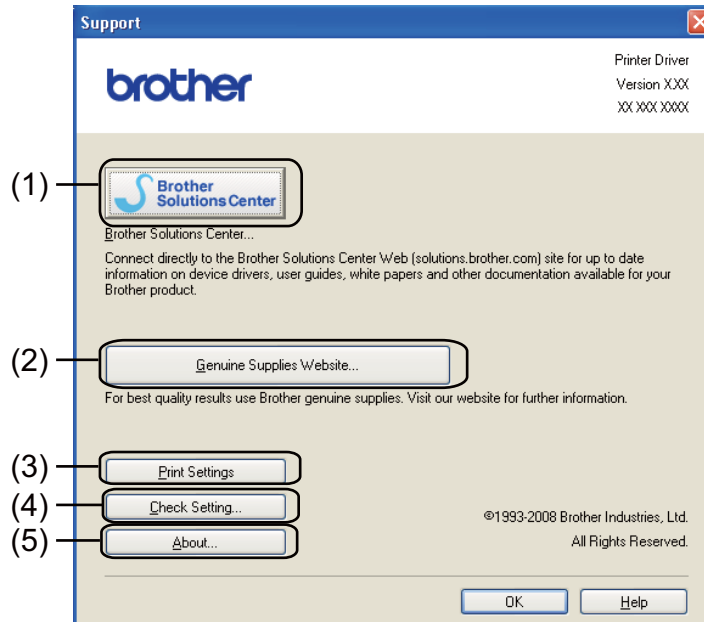 Support
brother
Printer Driver
Version X.XX
XX XXX XXXX
(1)
Brother
Solutions Center
Brother Solutions Center...
Connect directly to the Brother Solutions Center Web (solutions.brother.com) site for up to date
information on device drivers, user guides, white papers and other documentation available for your
Brother product.
(2)
Genuine Supplies Website...
For best quality results use Brother genuine supplies. Visit our website for further information.
(3)
Print Settings
(4)
Check Setting...
(5)
About...
©1993-2008 Brother Industries, Ltd.
All Rights Reserved.
OK
Help